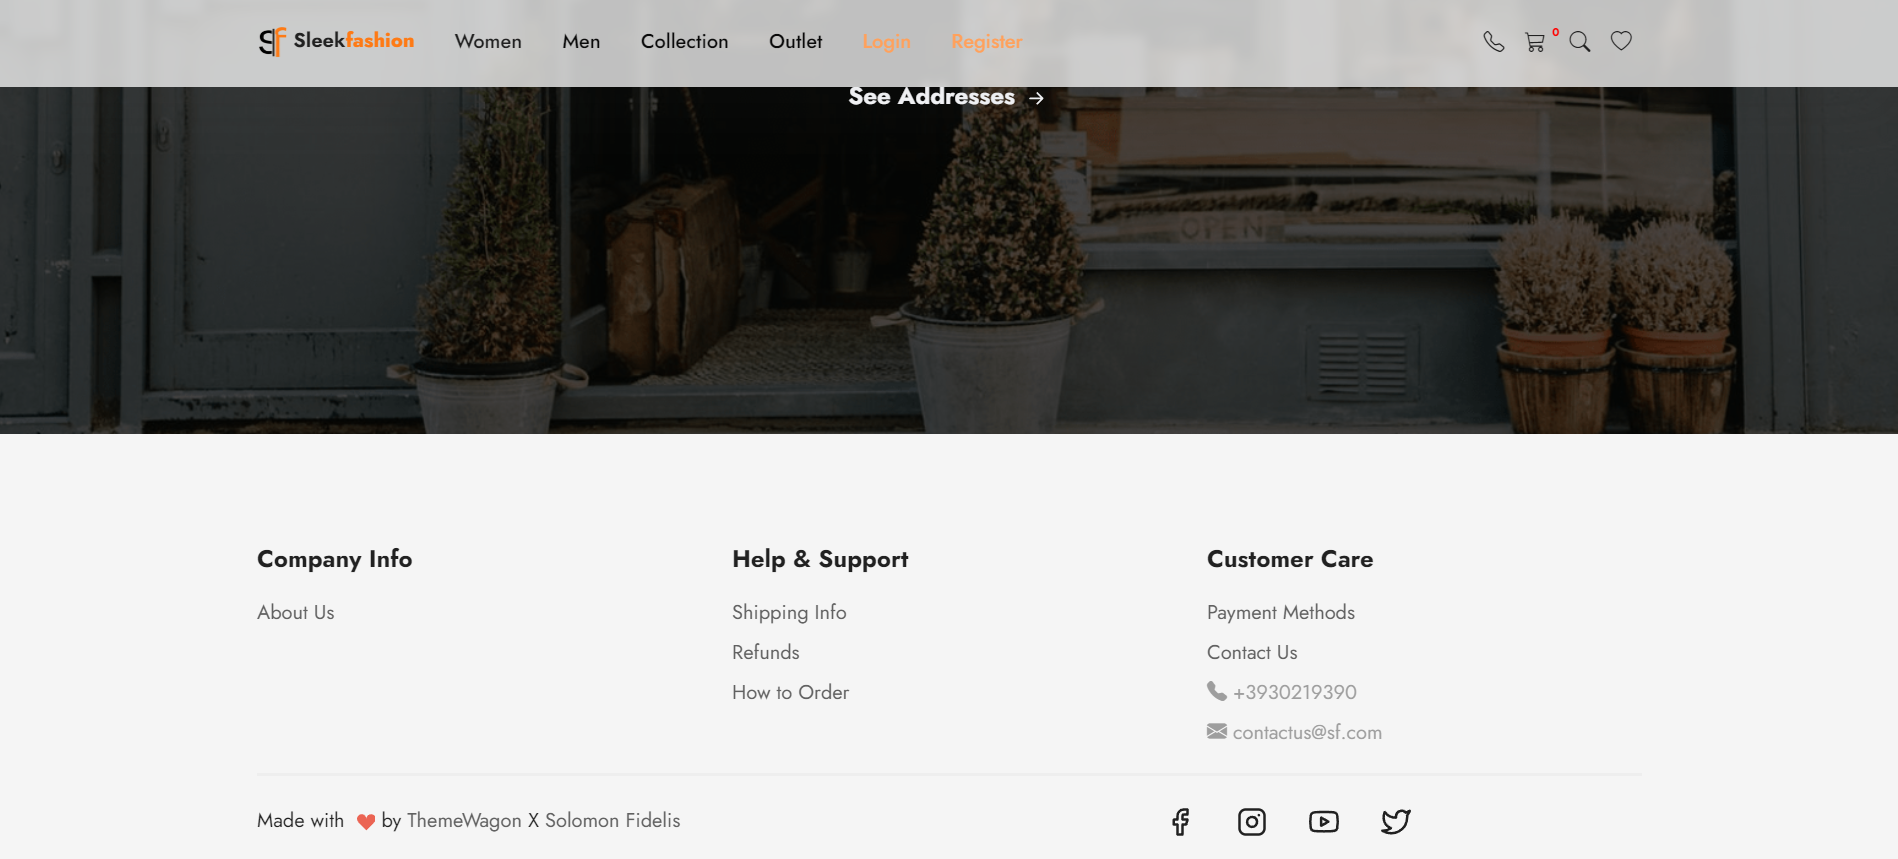 Sleekfashion Women Men Collection Outlet Login Register 0
See Addresses
OPEN
Company Info
About Us
Help & Support
Shipping Info
Refunds
How to Order
Customer Care
Payment Methods
Contact Us
+3930219390
contactus@sf.com
Made with by ThemeWagon X Solomon Fidelis